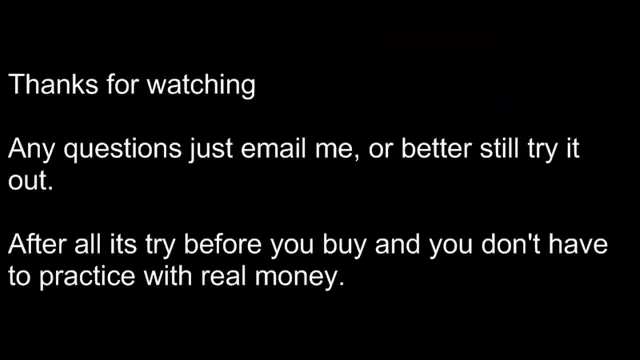 Thanks for watching
Any questions just email me, or better still try it
out.
After all its try before you buy and you don't have
to practice with real money.